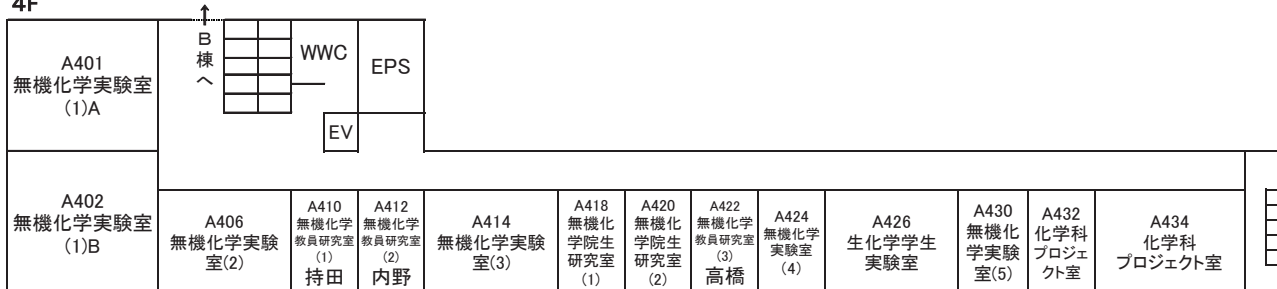 4F
A401
無機化学実験室
(1)A
B
棟
へ
WWC
EPS
EV
A402
無機化学実験室
(1)B
A406
無機化学実験
室(2)
A410
無機化学
教員研究室
(1)
持田
A412
無機化学
教員研究室
(2)
内野
A414
無機化学実験
室(3)
A418
無機化
学院生
研究室
(1)
A420
無機化
学院生
研究室
(2)
A422
無機化学
教員研究室
(3)
高橋
A424
無機化学
実験室
(4)
A426
生化学学生
実験室
A430
無機化
学実験
室(5)
A432
化学科
プロジェ
クト室
A434
化学科
プロジェクト室